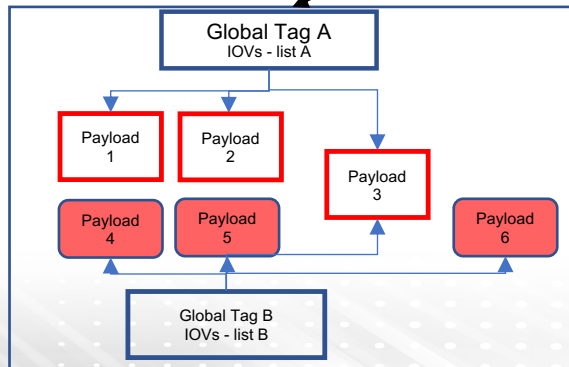 Global Tag A
IOVs - list A
Payload
1
Payload
2
Payload
3
Payload
4
Payload
5
Payload
6
Global Tag B
IOVs - list B